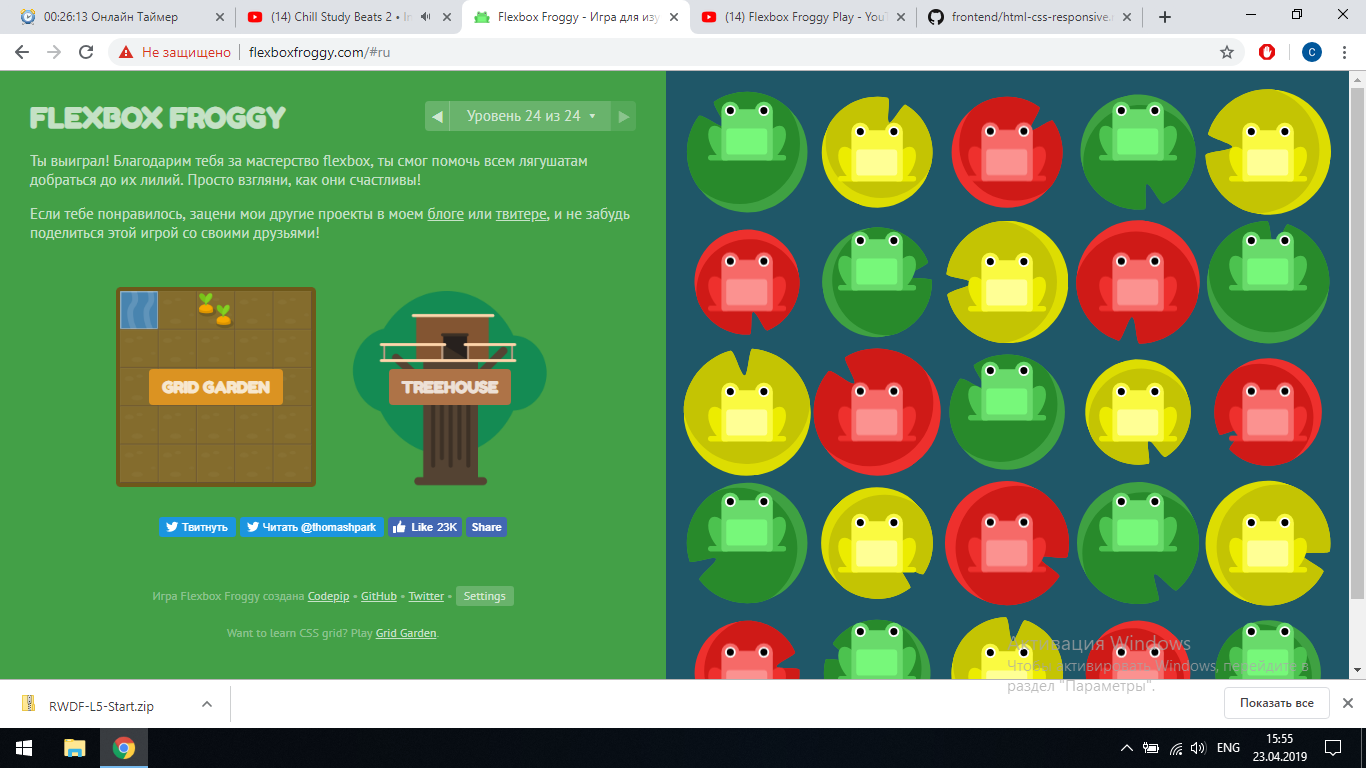 00:26:13 Онлайн Таймер
(14) Chill Study Beats 2 • In
Flexbox Froggy - Игра для изу
(14) Flexbox Froggy Play - YouT
frontend/html-css-responsive.
Не защищено
flexboxfroggy.com/#ru
C
FLEXBOX FROGGY
Уровень 24 из 24
Ты выиграл! Благодарим тебя за мастерство flexbox, ты смог помочь всем лягушатам
добраться до их лилий. Просто взгляни, как они счастливы!
Если тебе понравилось, зацени мои другие проекты в моем блоге или твитере, и не забудь
поделиться этой игрой со своими друзьями!
GRID GARDEN
TREEHOUSE
Твитнуть
Читать @thomashpark
Like 23K
Share
Игра Flexbox Froggy создана Codepip • GitHub • Twitter • Settings
Want to learn CSS grid? Play Grid Garden.
Активация Windows
Чтобы активировать Windows, перейдите в
раздел "Параметры".
RWDF-L5-Start.zip
Показать все
ENG
15:55
23.04.2019